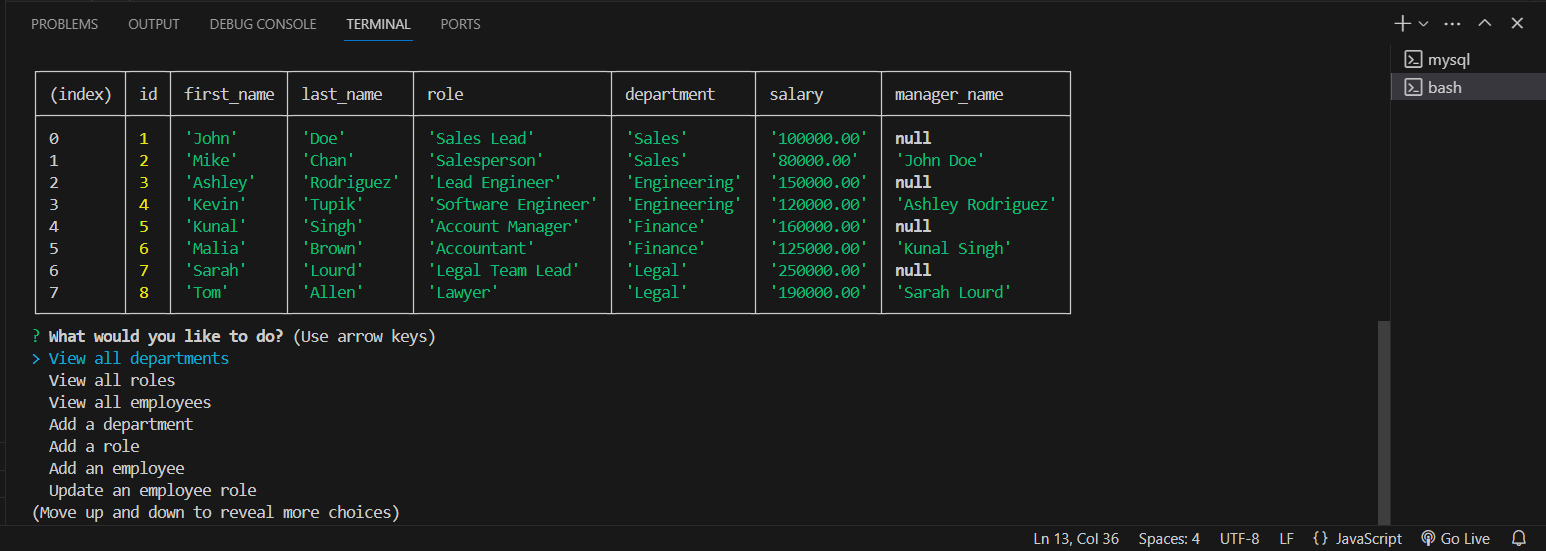 PROBLEMS OUTPUT DEBUG CONSOLE TERMINAL PORTS
mysql
bash
(index) id first_name last_name role department salary manager_name
0 1 'John' 'Doe' 'Sales Lead' 'Sales' '100000.00' null
1 2 'Mike' 'Chan' 'Salesperson' 'Sales' '80000.00' 'John Doe'
2 3 'Ashley' 'Rodriguez' 'Lead Engineer' 'Engineering' '150000.00' null
3 4 'Kevin' 'Tupik' 'Software Engineer' 'Engineering' '120000.00' 'Ashley Rodriguez'
4 5 'Kunal' 'Singh' 'Account Manager' 'Finance' '160000.00' null
5 6 'Malia' 'Brown' 'Accountant' 'Finance' '125000.00' 'Kunal Singh'
6 7 'Sarah' 'Lourd' 'Legal Team Lead' 'Legal' '250000.00' null
7 8 'Tom' 'Allen' 'Lawyer' 'Legal' '190000.00' 'Sarah Lourd'
? What would you like to do? (Use arrow keys)
> View all departments
View all roles
View all employees
Add a department
Add a role
Add an employee
Update an employee role
(Move up and down to reveal more choices)
Ln 13, Col 36 Spaces: 4 UTF-8 LF {} JavaScript Go Live